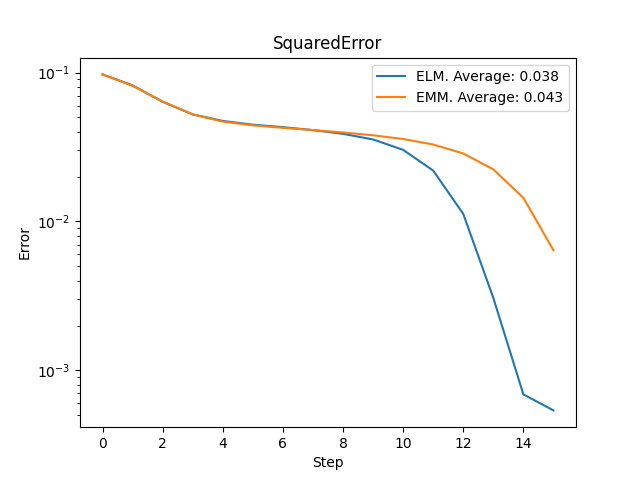 SquaredError
ELM. Average: 0.038
EMM. Average: 0.043
Error
10⁻¹
10⁻²
10⁻³
0 2 4 6 8 10 12 14
Step